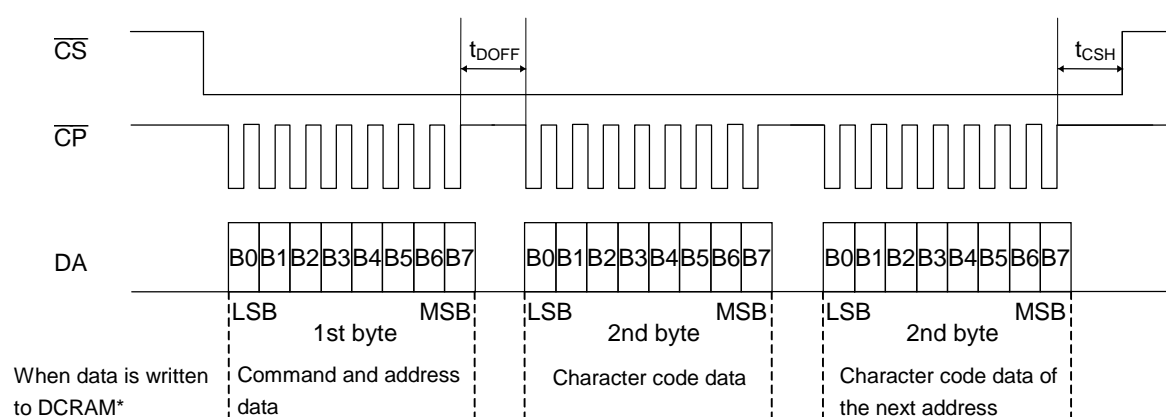 CS
tDOFF
tCSH
CP
DA
B0 B1 B2 B3 B4 B5 B6 B7
B0 B1 B2 B3 B4 B5 B6 B7
B0 B1 B2 B3 B4 B5 B6 B7
LSB MSB
1st byte
LSB MSB
2nd byte
LSB MSB
2nd byte
When data is written
to DCRAM*
Command and address
data
Character code data
Character code data of
the next address